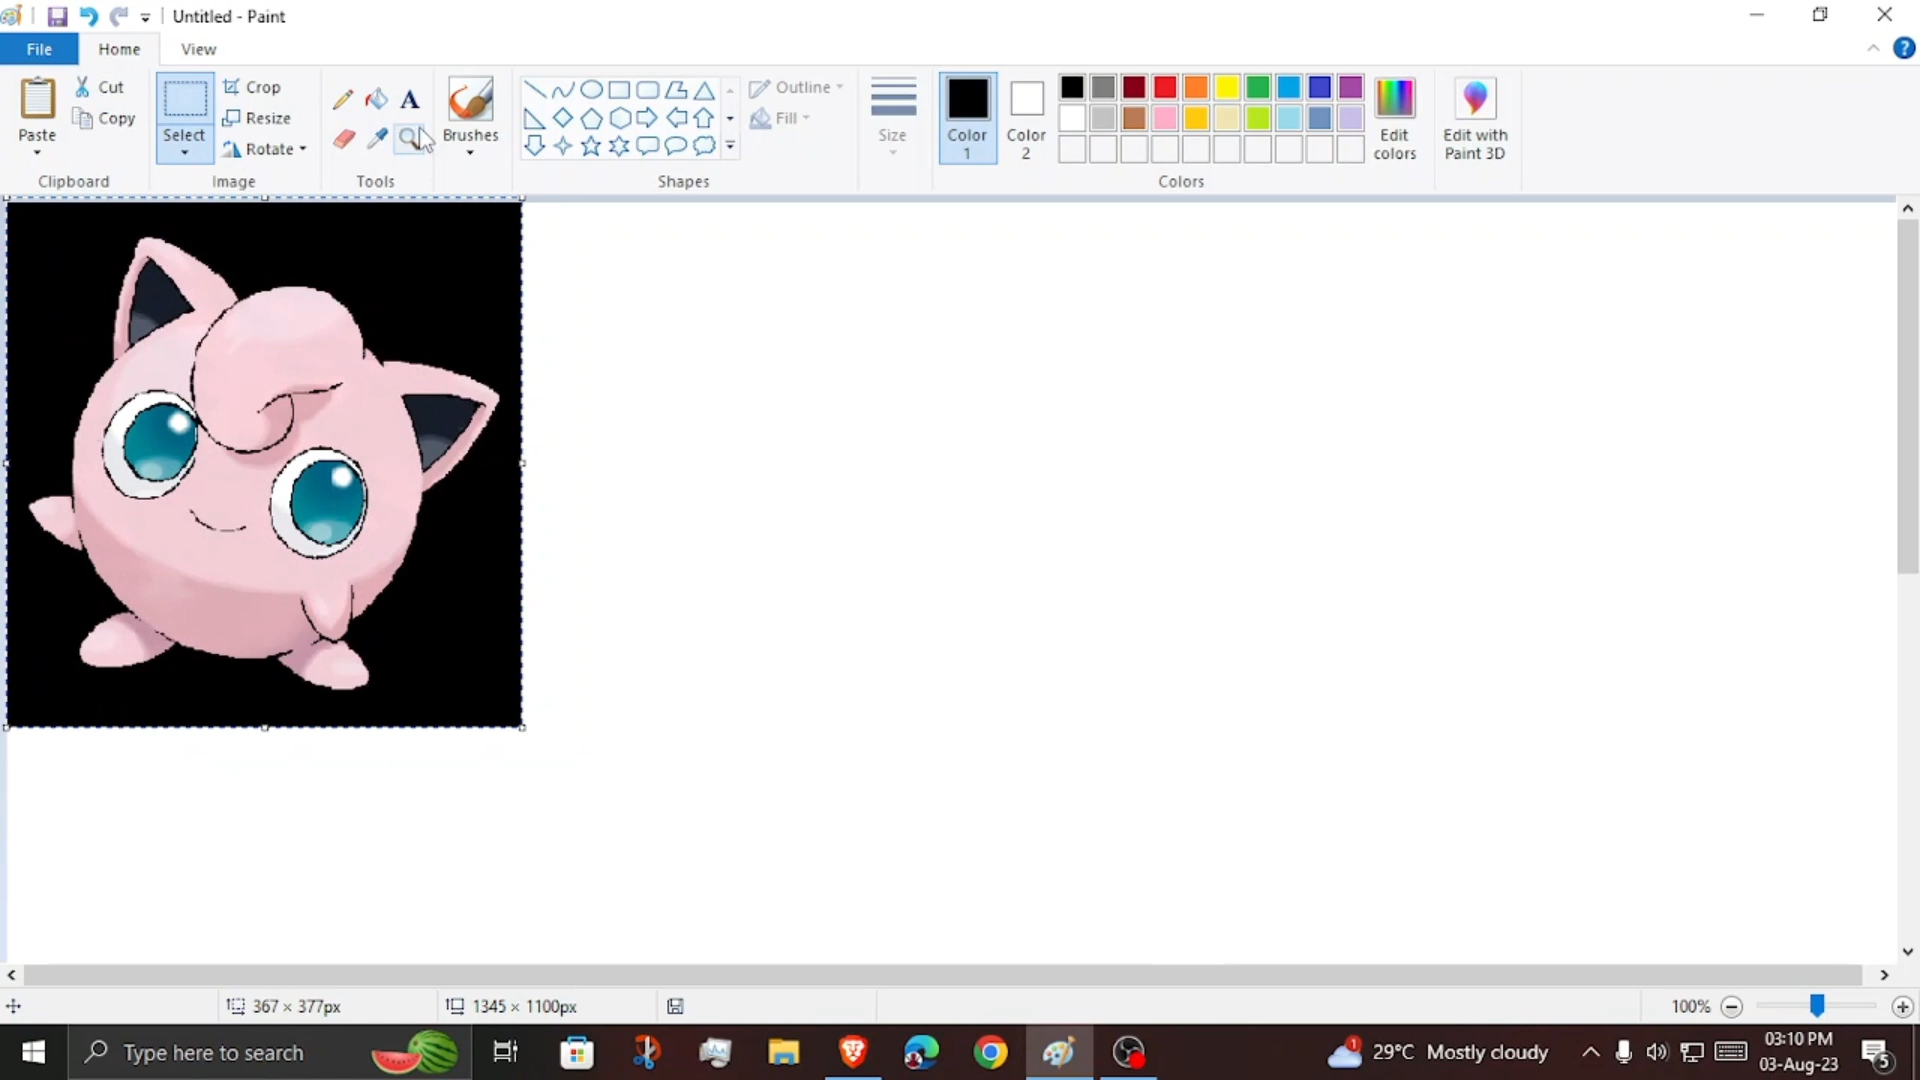 Untitled - Paint
File Home View
Paste
Cut
Copy
Clipboard
Select
Crop
Resize
Rotate
Image
A
Tools
Brushes
Shapes
Outline
Fill
Size
Color 1
Color 2
Edit colors
Colors
Edit with Paint 3D
367 × 377px
1345 × 1100px
100%
Type here to search
29°C Mostly cloudy
1
03:10 PM
03-Aug-23
5